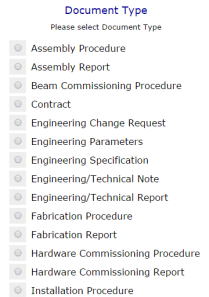 Document Type
Please select Document Type
Assembly Procedure
Assembly Report
Beam Commissioning Procedure
Contract
Engineering Change Request
Engineering Parameters
Engineering Specification
Engineering/Technical Note
Engineering/Technical Report
Fabrication Procedure
Fabrication Report
Hardware Commissioning Procedure
Hardware Commissioning Report
Installation Procedure